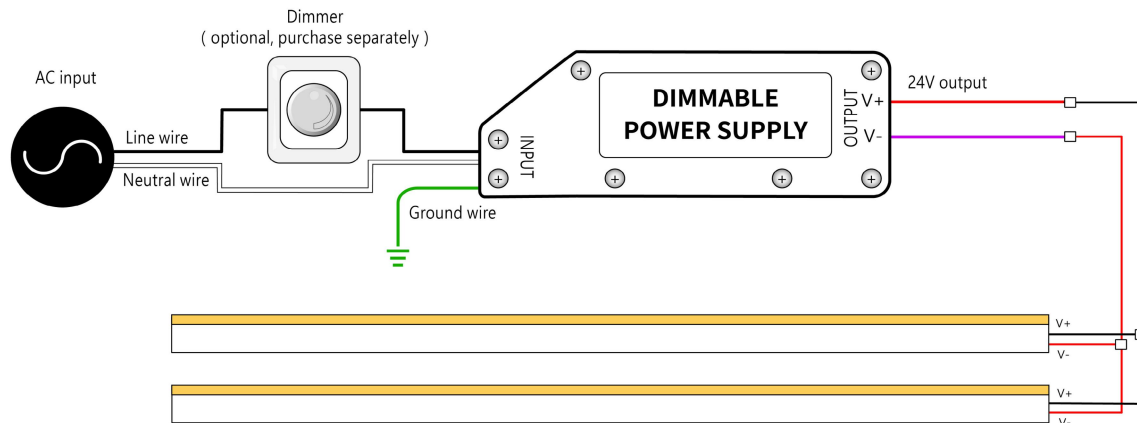 Dimmer
( optional, purchase separately )
AC input
Line wire
Neutral wire
Ground wire
INPUT
DIMMABLE
POWER SUPPLY
OUTPUT
V+
V-
24V output
V+
V-
V+
V-